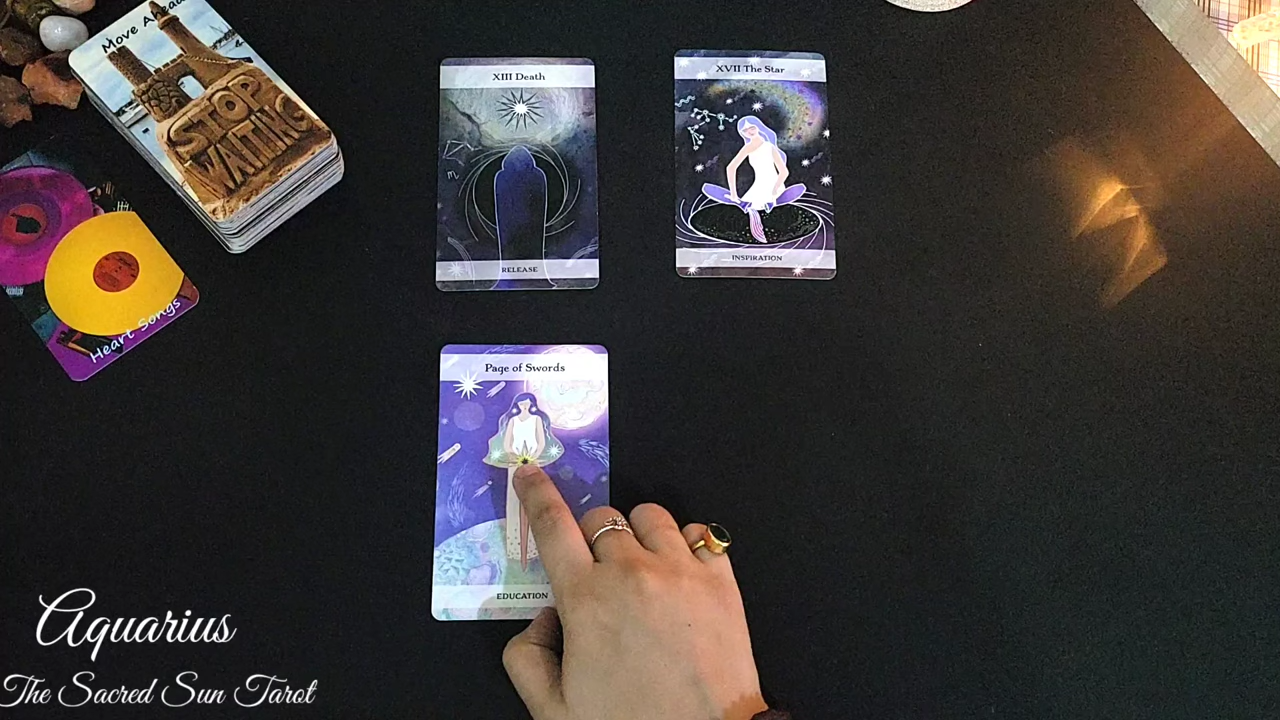 Move Ahead
STOP
WAITING
Heart Songs
XIII Death
RELEASE
XVII The Star
INSPIRATION
Page of Swords
EDUCATION
Aquarius
The Sacred Sun Tarot